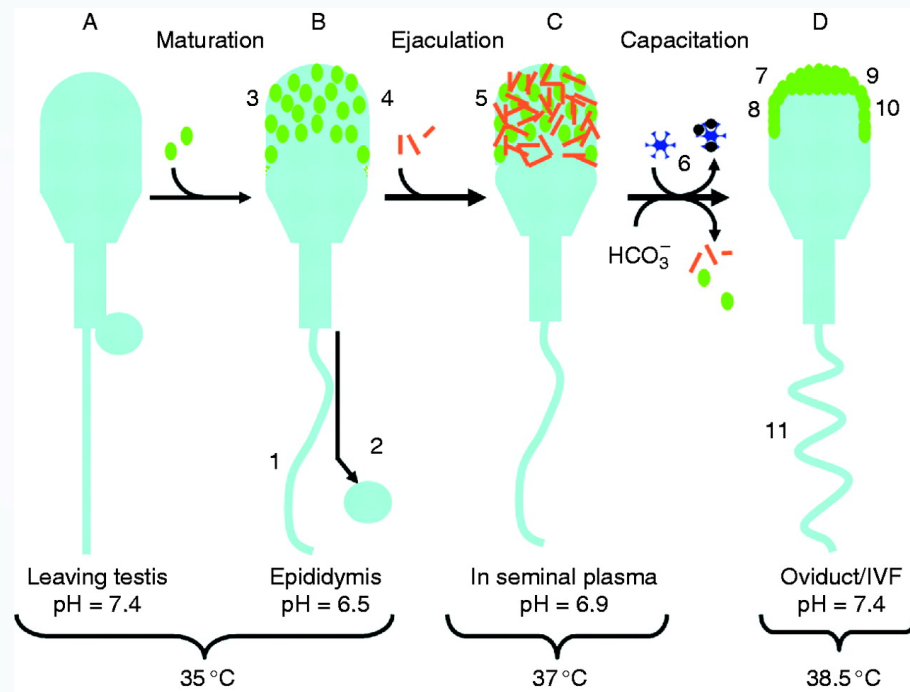 A
Maturation
B
Ejaculation
C
Capacitation
D
3
4
5
6
7
8
9
10
HCO₃⁻
1
2
11
Leaving testis
pH = 7.4
Epididymis
pH = 6.5
In seminal plasma
pH = 6.9
Oviduct/IVF
pH = 7.4
35 °C
37 °C
38.5 °C